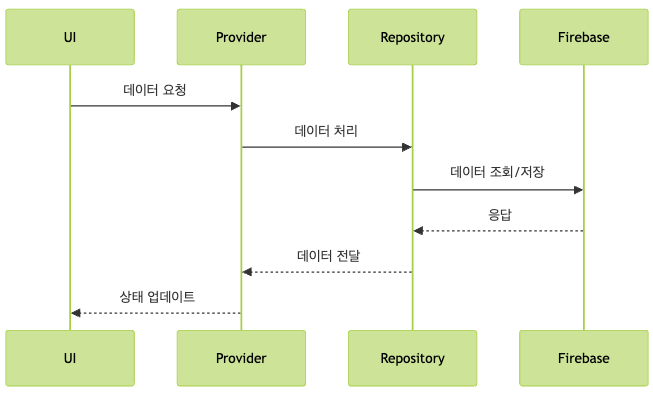 UI
Provider
Repository
Firebase
데이터 요청
데이터 처리
데이터 조회/저장
응답
데이터 전달
상태 업데이트
UI
Provider
Repository
Firebase